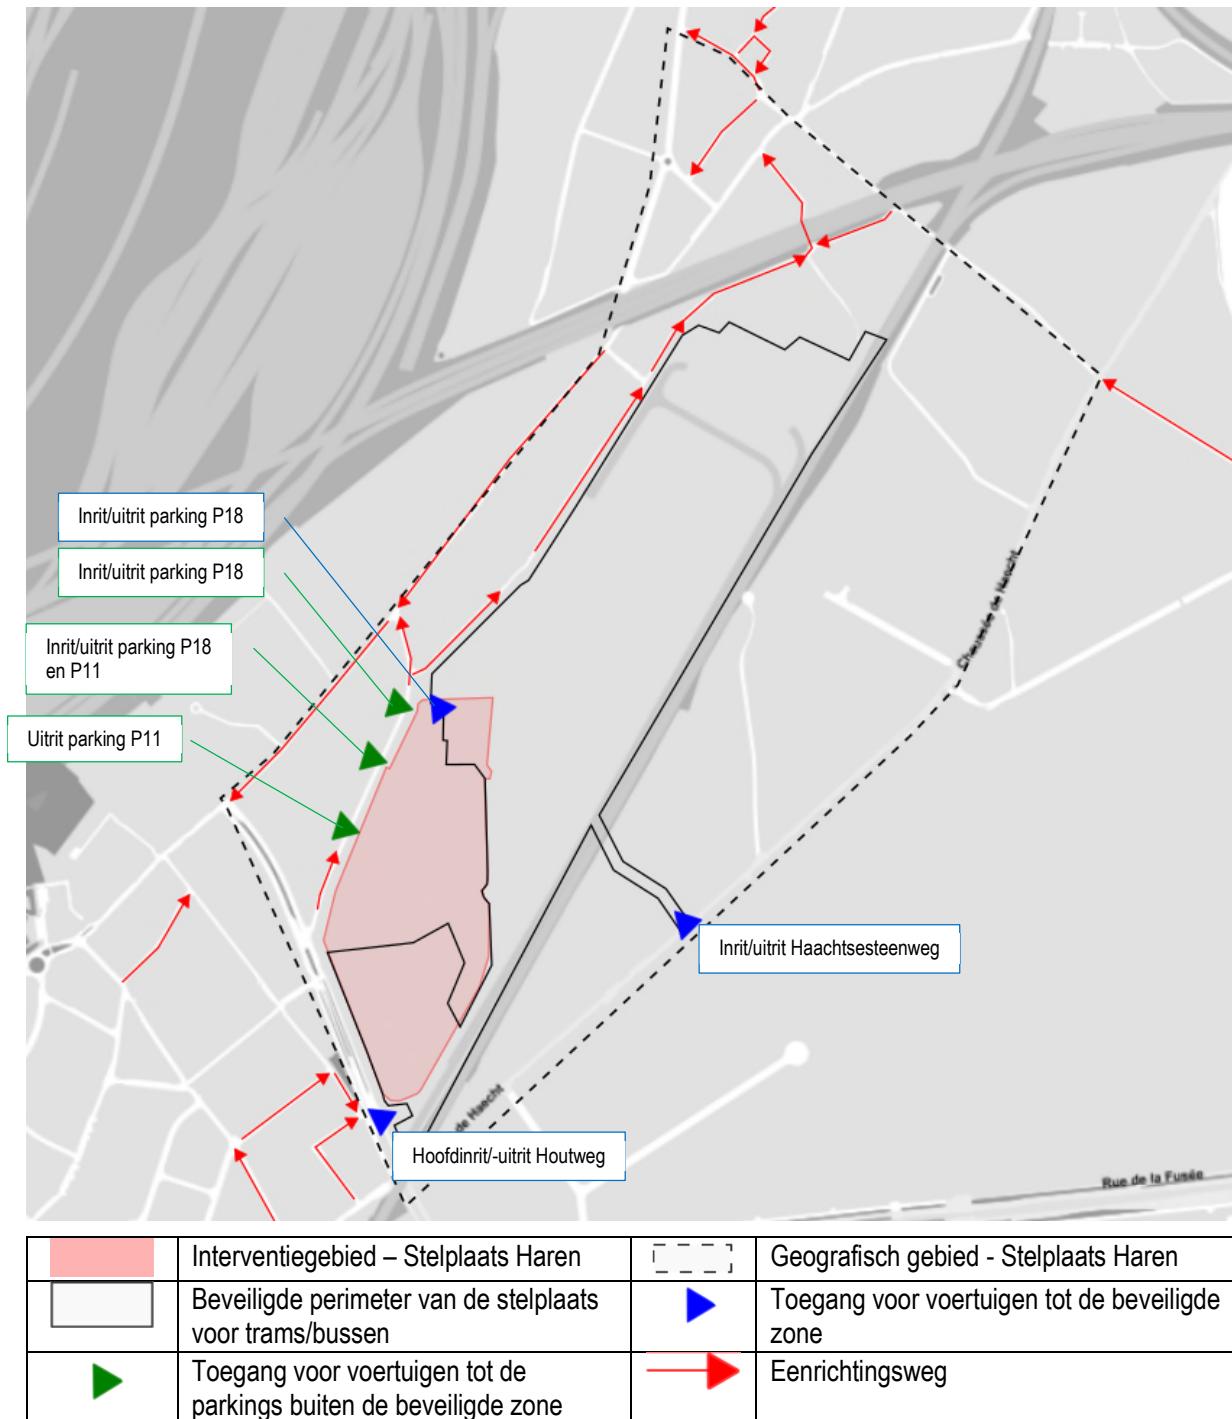 Inrit/uitrit parking P18
Inrit/uitrit parking P18
Inrit/uitrit parking P18
en P11
Uitrit parking P11
Chaussée de Haecht
Inrit/uitrit Haachtsesteenweg
de Haecht
Hoofdinrit/-uitrit Houtweg
Rue de la Fusée
Interventiegebied – Stelplaats Haren
Geografisch gebied - Stelplaats Haren
Beveiligde perimeter van de stelplaats
voor trams/bussen
Toegang voor voertuigen tot de beveiligde
zone
Toegang voor voertuigen tot de
parkings buiten de beveiligde zone
Eenrichtingsweg